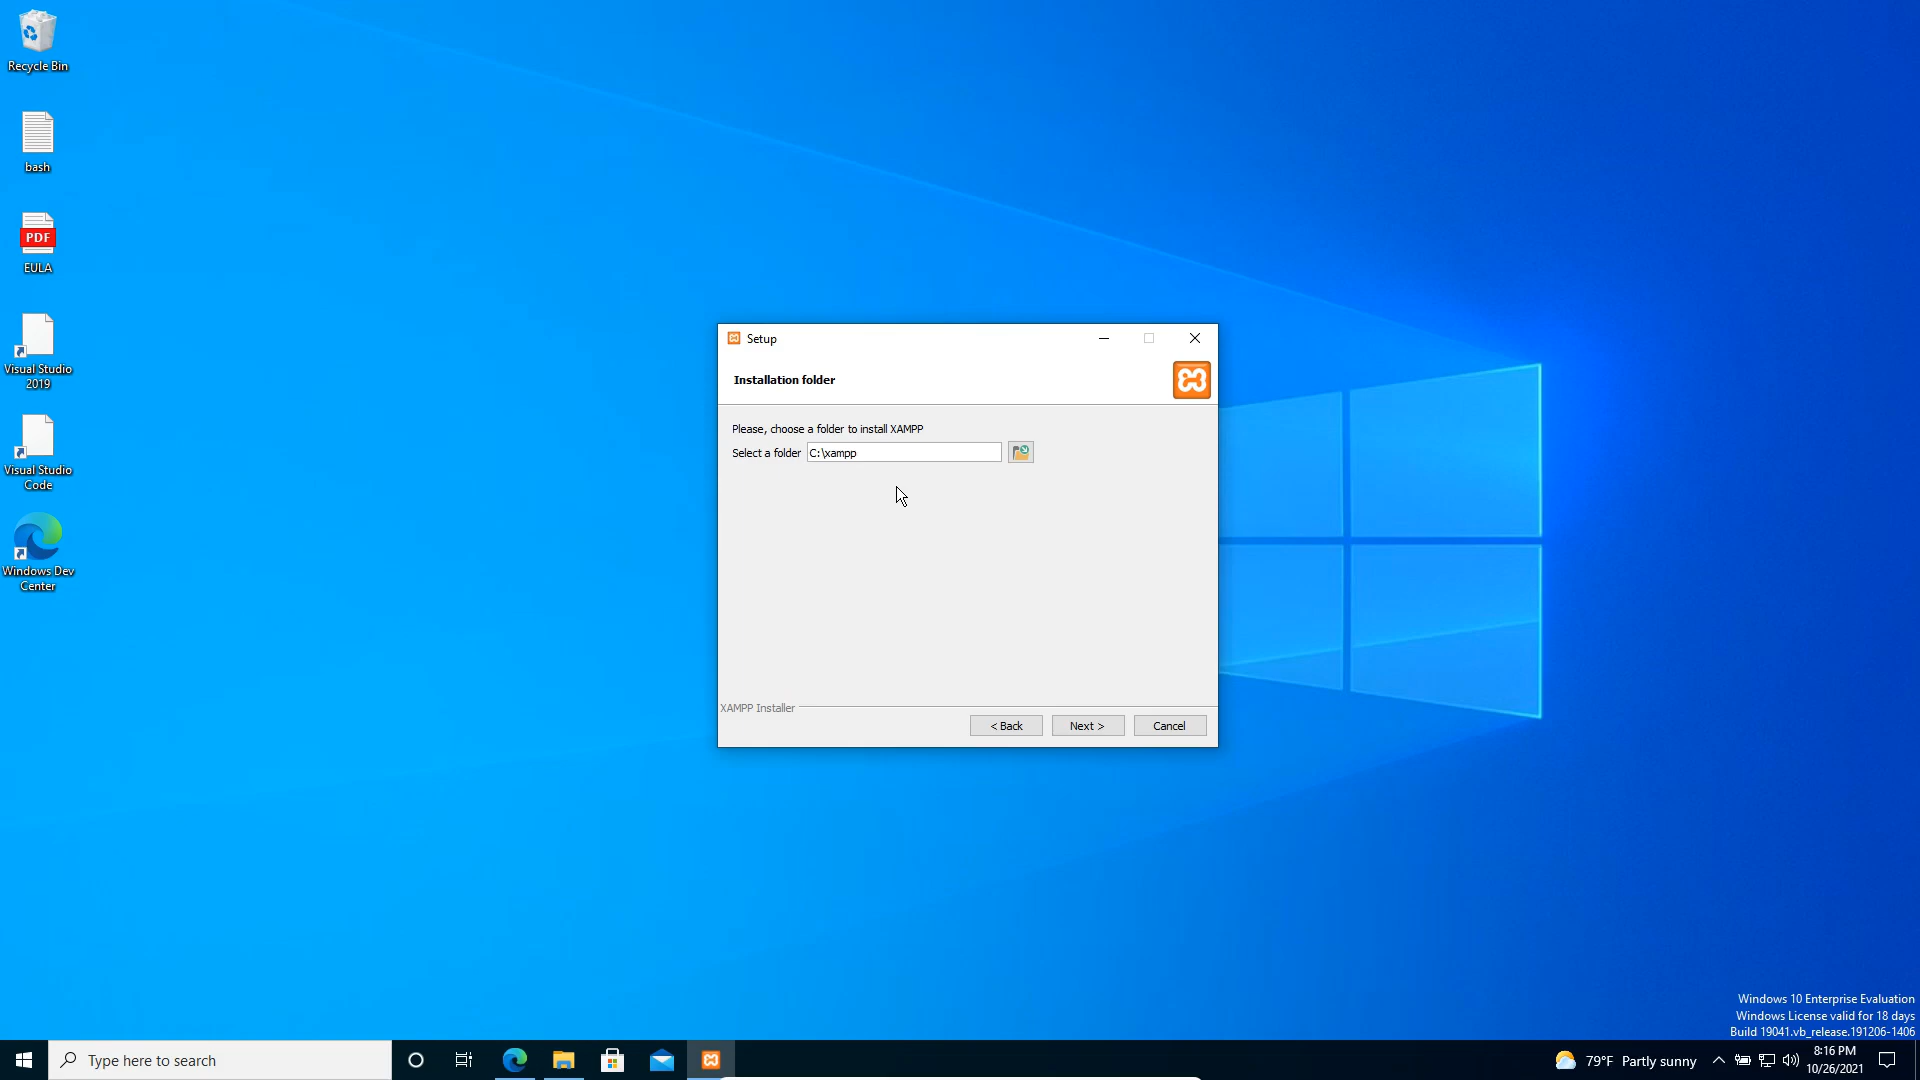 Recycle Bin
bash
PDF
EULA
Visual Studio
2019
Visual Studio
Code
Windows Dev
Center
Setup
Installation folder
Please, choose a folder to install XAMPP
Select a folder C:\xampp
XAMPP Installer
< Back Next > Cancel
Windows 10 Enterprise Evaluation
Windows License valid for 18 days
Build 19041.vb_release.191206-1406
Type here to search
79°F Partly sunny
8:16 PM
10/26/2021